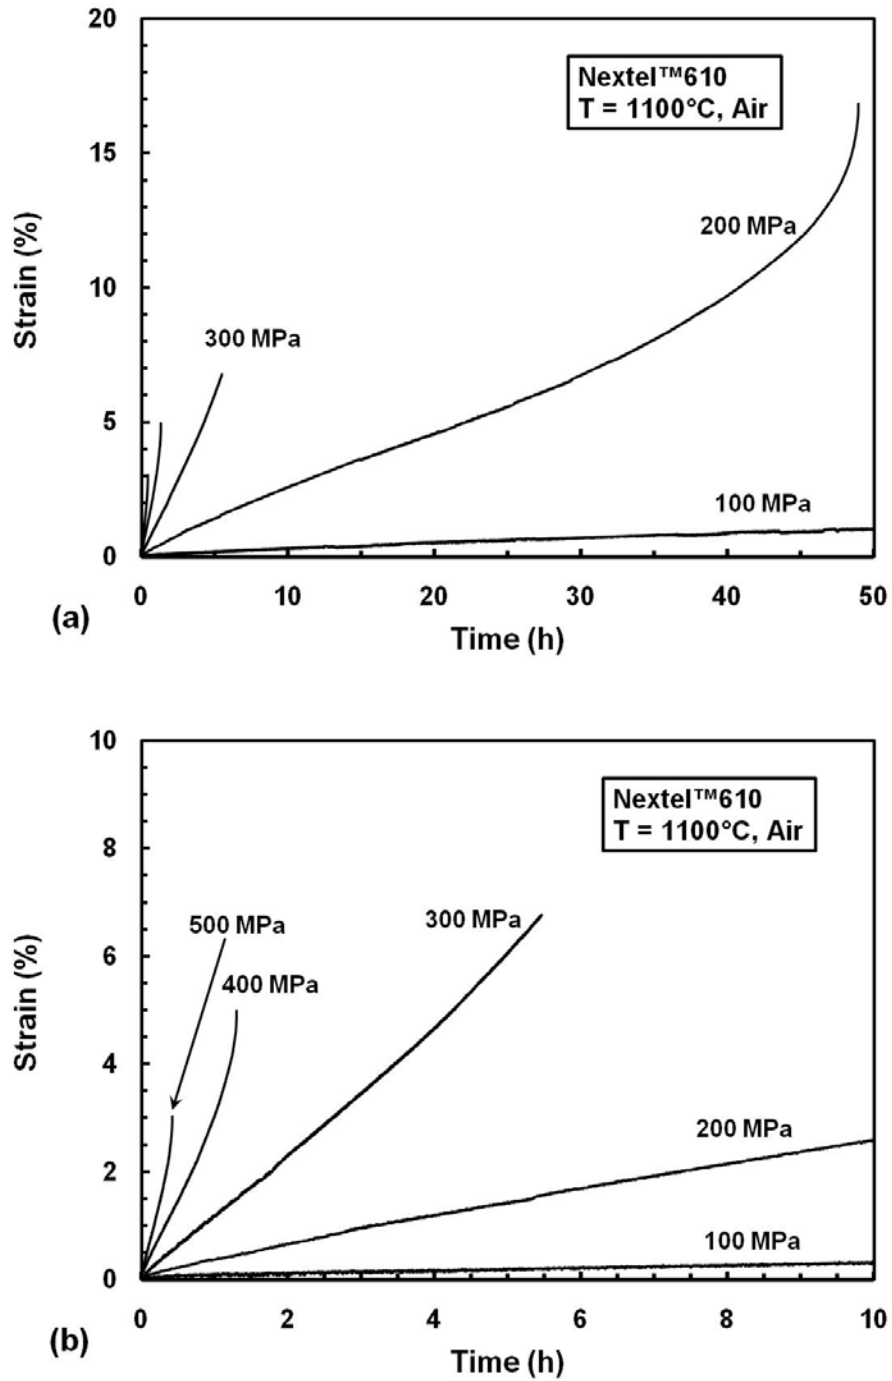 20
15
10
5
0
Strain (%)
Nextel™610
T = 1100°C, Air
200 MPa
300 MPa
100 MPa
0 10 20 30 40 50
Time (h)
(a)
10
8
6
4
2
0
Strain (%)
Nextel™610
T = 1100°C, Air
500 MPa
300 MPa
400 MPa
200 MPa
100 MPa
0 2 4 6 8 10
Time (h)
(b)